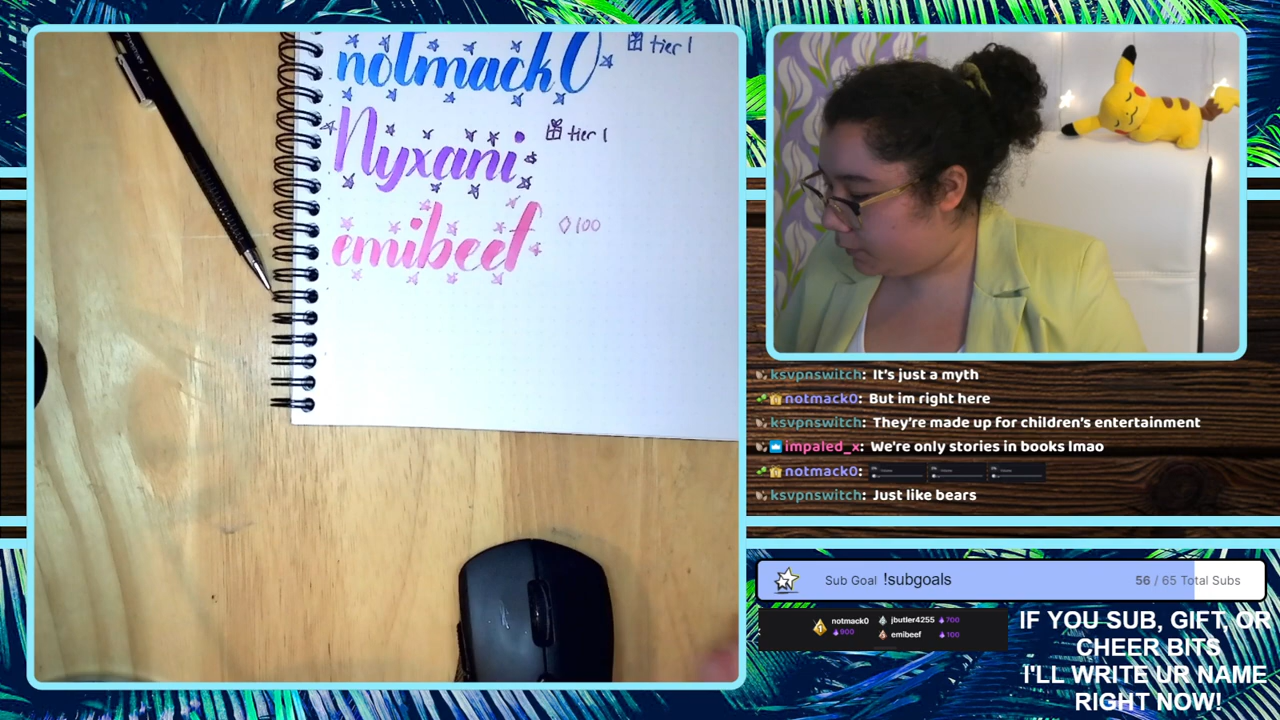 notmack0 tier 1
Nyxani tier 1
emibeef 100
ksvpnswitch: It's just a myth
notmack0: But im right here
ksvpnswitch: They're made up for children's entertainment
impaled_x: We're only stories in books lmao
notmack0:
ksvpnswitch: Just like bears
Sub Goal !subgoals 56 / 65 Total Subs
1 notmack0 900
jbutler4255 700
emibeef 100
IF YOU SUB, GIFT, OR
CHEER BITS
I'LL WRITE UR NAME
RIGHT NOW!